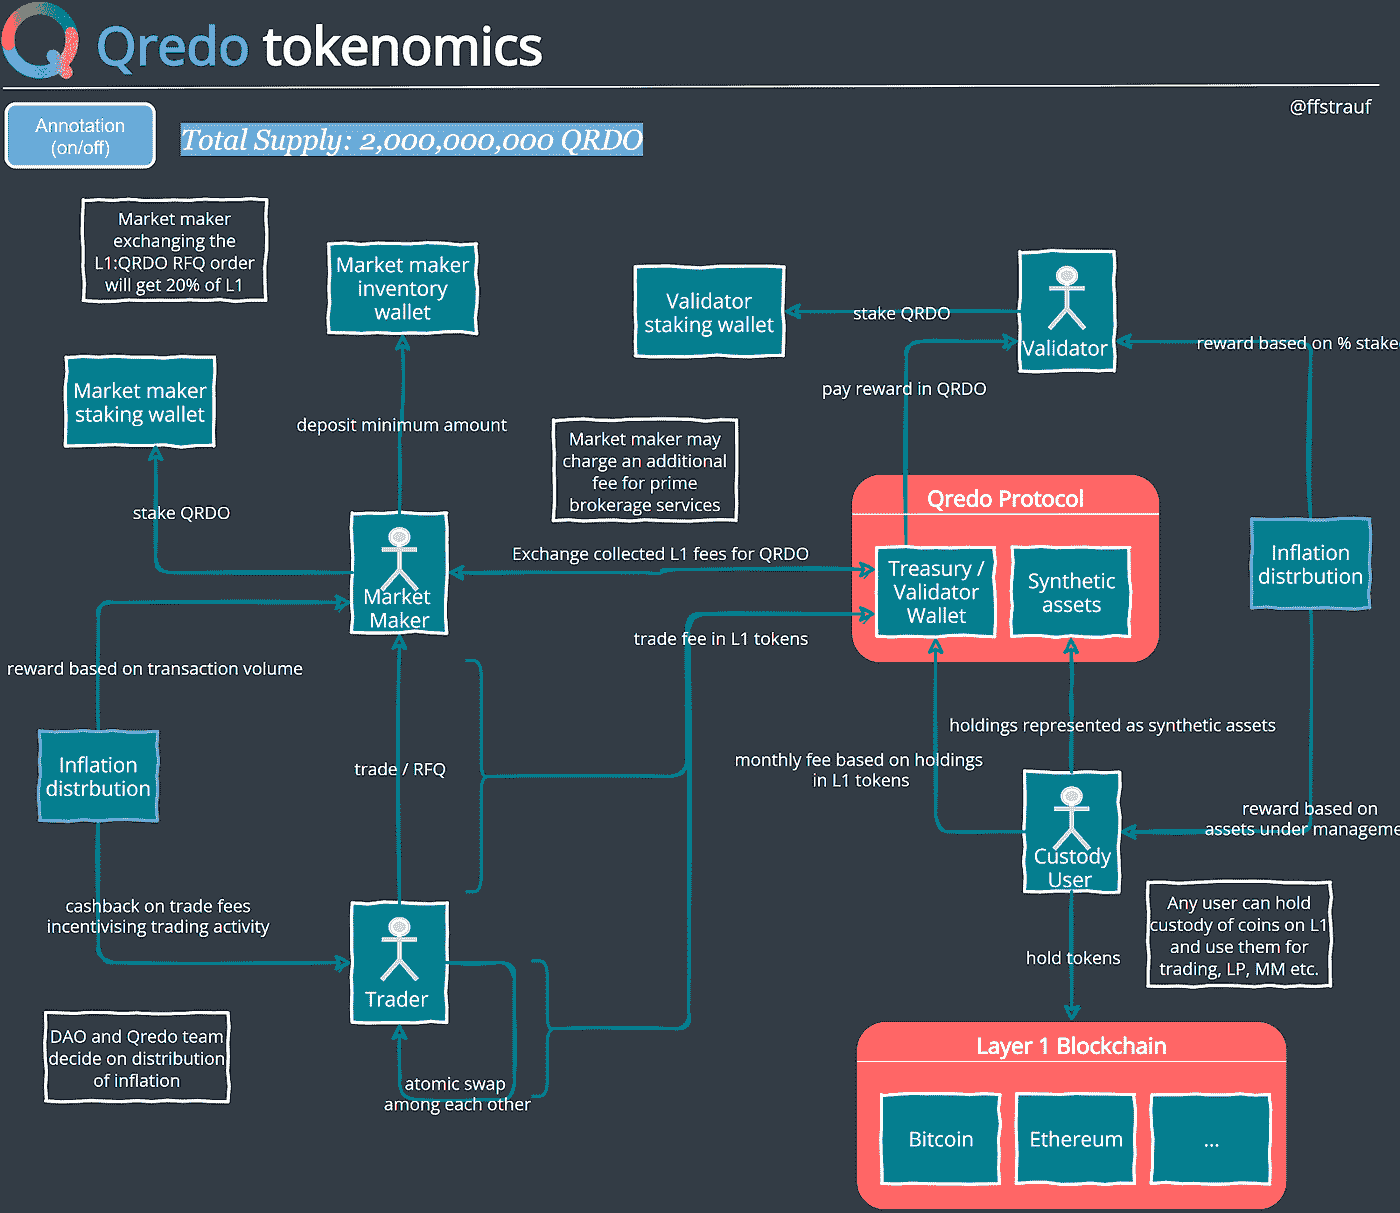 Qredo tokenomics
@ffstrauf
Annotation
(on/off)
Total Supply: 2,000,000,000 QRDO
Market maker
exchanging the
L1:QRDO RFQ order
will get 20% of L1
Market maker
inventory
wallet
Validator
staking wallet
stake QRDO
Validator
reward based on % stake
pay reward in QRDO
Market maker
staking wallet
deposit minimum amount
Market maker may
charge an additional
fee for prime
brokerage services
stake QRDO
Qredo Protocol
Market
Maker
Exchange collected L1 fees for QRDO
Treasury /
Validator
Wallet
Synthetic
assets
Inflation
distrbution
trade fee in L1 tokens
reward based on transaction volume
holdings represented as synthetic assets
monthly fee based on holdings
in L1 tokens
Inflation
distrbution
trade / RFQ
Custody
User
reward based on
assets under manageme
cashback on trade fees
incentivising trading activity
Any user can hold
custody of coins on L1
and use them for
trading, LP, MM etc.
hold tokens
Trader
DAO and Qredo team
decide on distribution
of inflation
atomic swap
among each other
Layer 1 Blockchain
Bitcoin
Ethereum
...